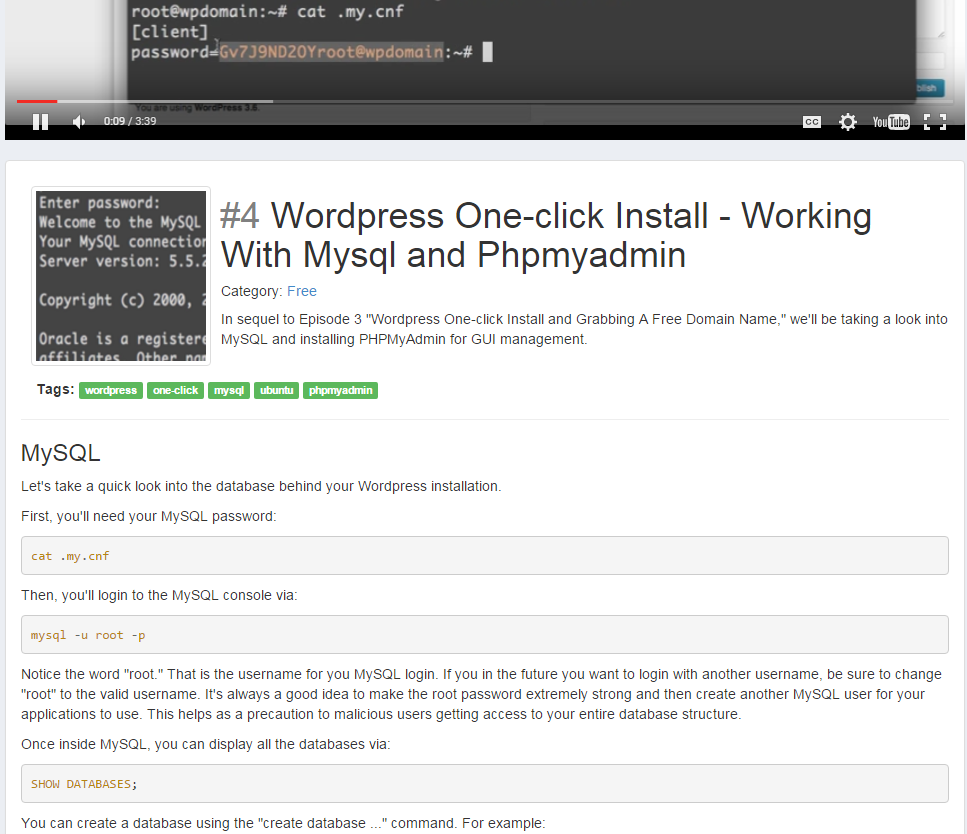 root@wpdomain:~# cat .my.cnf
[client]
password=Gv7J9ND2OYroot@wpdomain:~#
You are using WordPress 3.6.
0:09 / 3:39
CC
YouTube
Enter password:
Welcome to the MySQL
Your MySQL connection
Server version: 5.5.2
Copyright (c) 2000, 2
Oracle is a registere
affiliates. Other nam
#4 Wordpress One-click Install - Working
With Mysql and Phpmyadmin
Category: Free
In sequel to Episode 3 "Wordpress One-click Install and Grabbing A Free Domain Name," we'll be taking a look into
MySQL and installing PHPMyAdmin for GUI management.
Tags: wordpress one-click mysql ubuntu phpmyadmin
MySQL
Let's take a quick look into the database behind your Wordpress installation.
First, you'll need your MySQL password:
cat .my.cnf
Then, you'll login to the MySQL console via:
mysql -u root -p
Notice the word "root." That is the username for you MySQL login. If you in the future you want to login with another username, be sure to change
"root" to the valid username. It's always a good idea to make the root password extremely strong and then create another MySQL user for your
applications to use. This helps as a precaution to malicious users getting access to your entire database structure.
Once inside MySQL, you can display all the databases via:
SHOW DATABASES;
You can create a database using the "create database ..." command. For example: